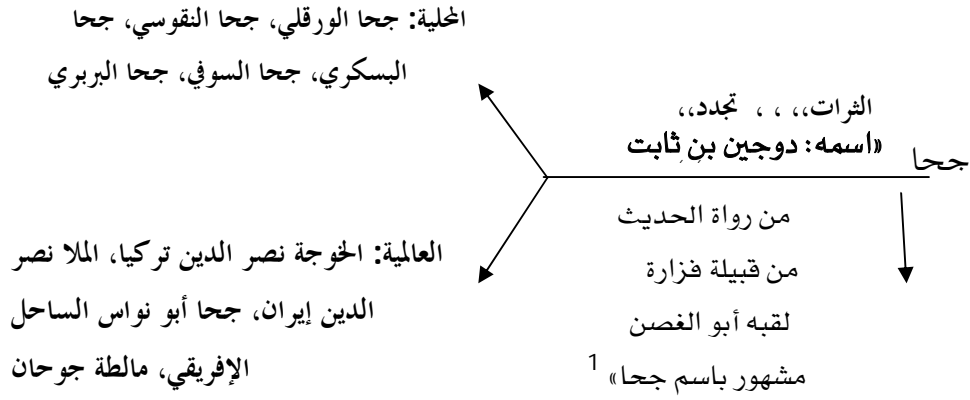 جحا
الثرات،، ، ، تجدد،،
«اسمه: دوجين بن ثابت
من رواة الحديث
من قبيلة فزارة
لقبه أبو الغصن
مشهور باسم جحا» 1
المحلية: جحا الورقلي، جحا النقوسي، جحا
البسكري، جحا السوفي، جحا البربري
العالمية: الخوجة نصر الدين تركيا، الملا نصر
الدين إيران، جحا أبو نواس الساحل
الإفريقي، مالطة جوحان